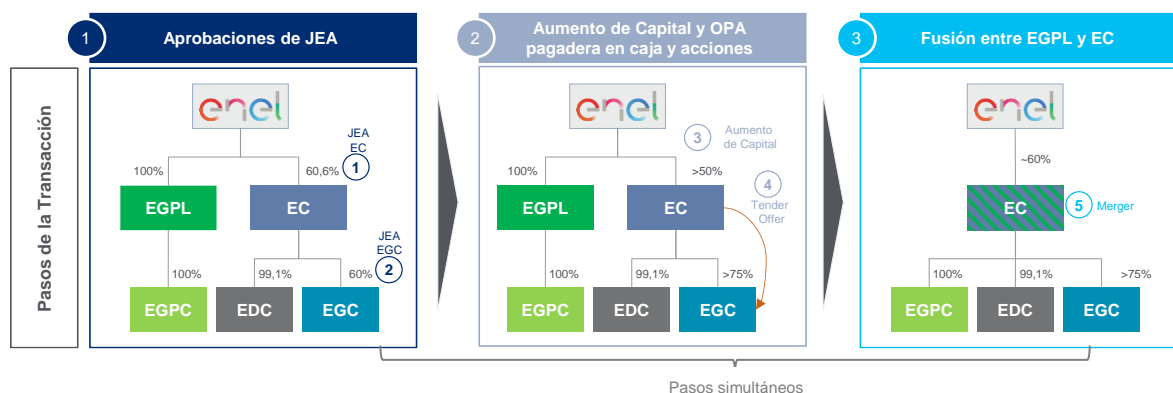 1
Aprobaciones de JEA
2
Aumento de Capital y OPA
pagadera en caja y acciones
3
Fusión entre EGPL y EC
Pasos de la Transacción
enel
JEA
EC
1
100%
60,6%
EGPL
EC
JEA
EGC
2
100%
99,1%
60%
EGPC
EDC
EGC
enel
3
Aumento
de Capital
100%
>50%
4
Tender
Offer
EGPL
EC
100%
99,1%
>75%
EGPC
EDC
EGC
enel
~60%
EC
5
Merger
100%
99,1%
>75%
EGPC
EDC
EGC
Pasos simultáneos